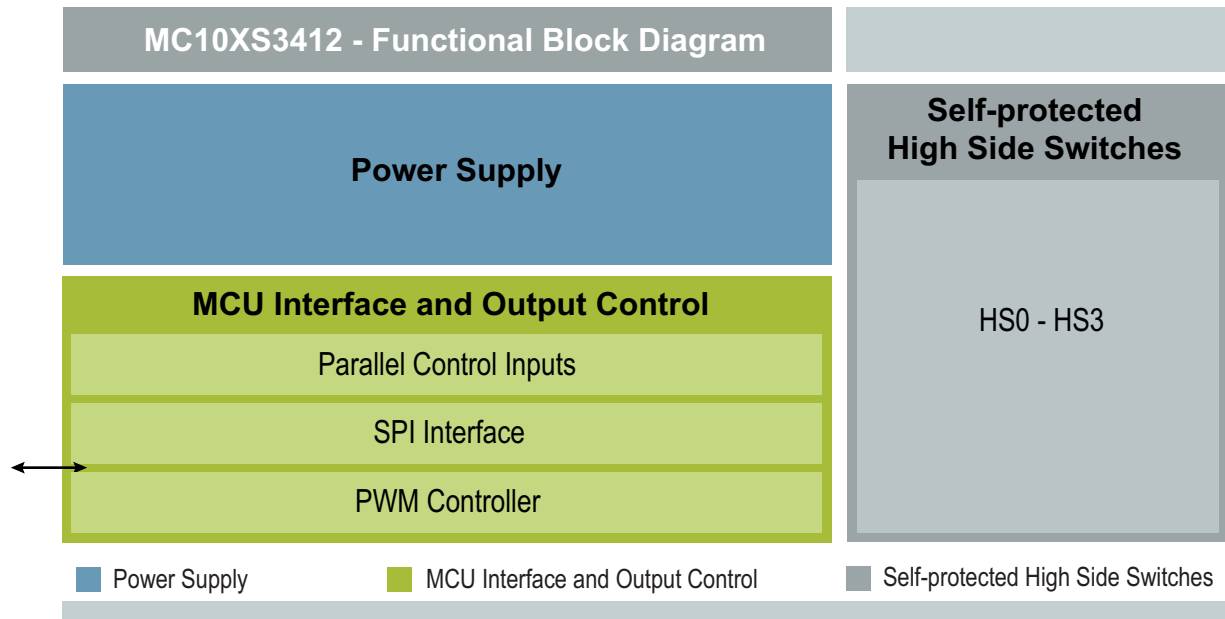 MC10XS3412 - Functional Block Diagram
Power Supply
MCU Interface and Output Control
Parallel Control Inputs
SPI Interface
PWM Controller
Self-protected
High Side Switches
HS0 - HS3
Power Supply
MCU Interface and Output Control
Self-protected High Side Switches